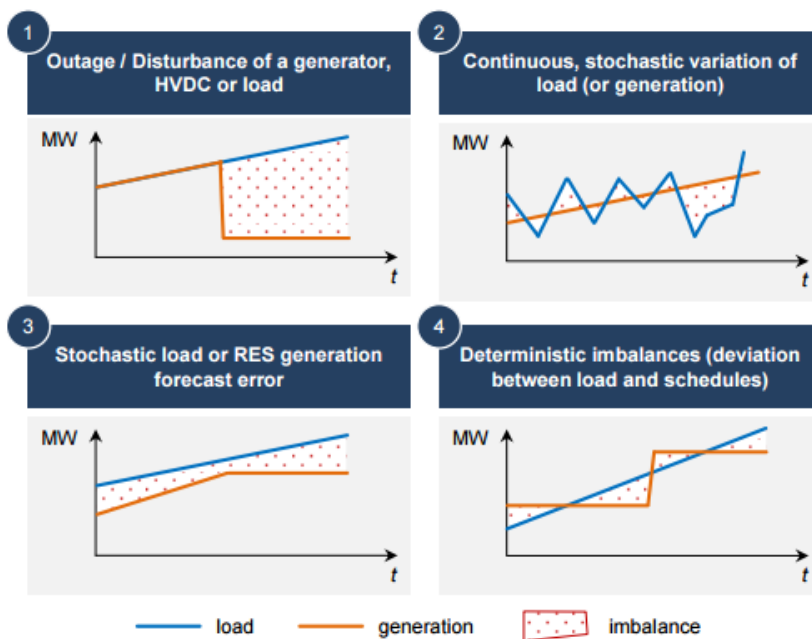 1
Outage / Disturbance of a generator,
HVDC or load
MW
t
2
Continuous, stochastic variation of
load (or generation)
MW
t
3
Stochastic load or RES generation
forecast error
MW
t
4
Deterministic imbalances (deviation
between load and schedules)
MW
t
load generation imbalance